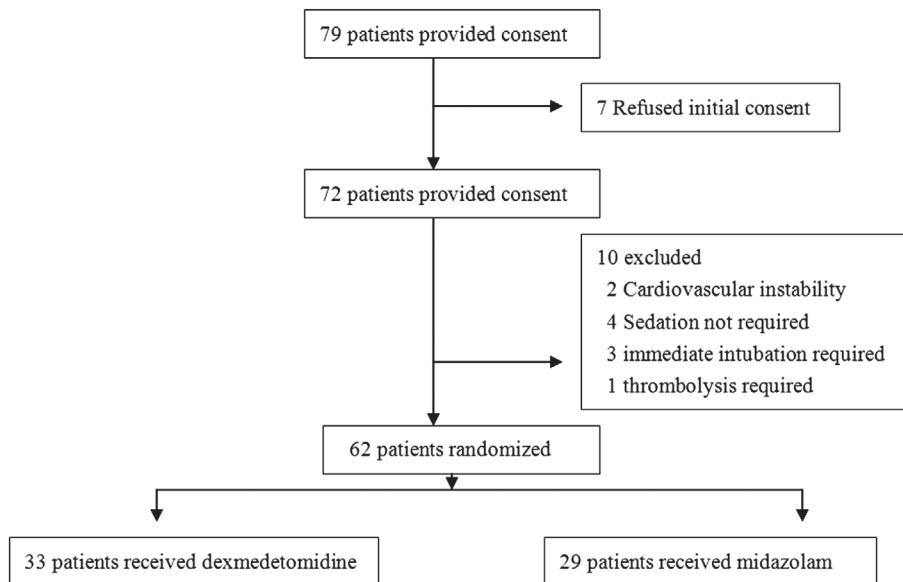 79 patients provided consent
7 Refused initial consent
72 patients provided consent
10 excluded
2 Cardiovascular instability
4 Sedation not required
3 immediate intubation required
1 thrombolysis required
62 patients randomized
33 patients received dexmedetomidine
29 patients received midazolam